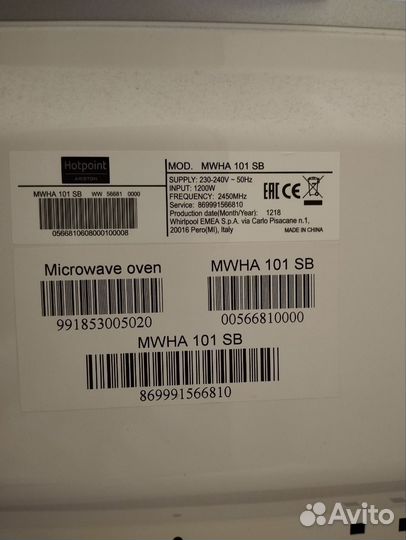 Hotpoint
ARISTON
MWHA 101 SB WW 56681 0000
0566810608000100008
MOD. MWHA 101 SB
SUPPLY: 230-240V ~ 50Hz
INPUT: 1200W
FREQUENCY: 2450MHz
Service: 869991566810
Production date(Month/Year): 1218
Whirlpool EMEA S.p.A. via Carlo Pisacane n.1,
20016 Pero(MI), Italy
EAC CE
MADE IN CHINA
Microwave oven
991853005020
MWHA 101 SB
00566810000
MWHA 101 SB
869991566810
Avito